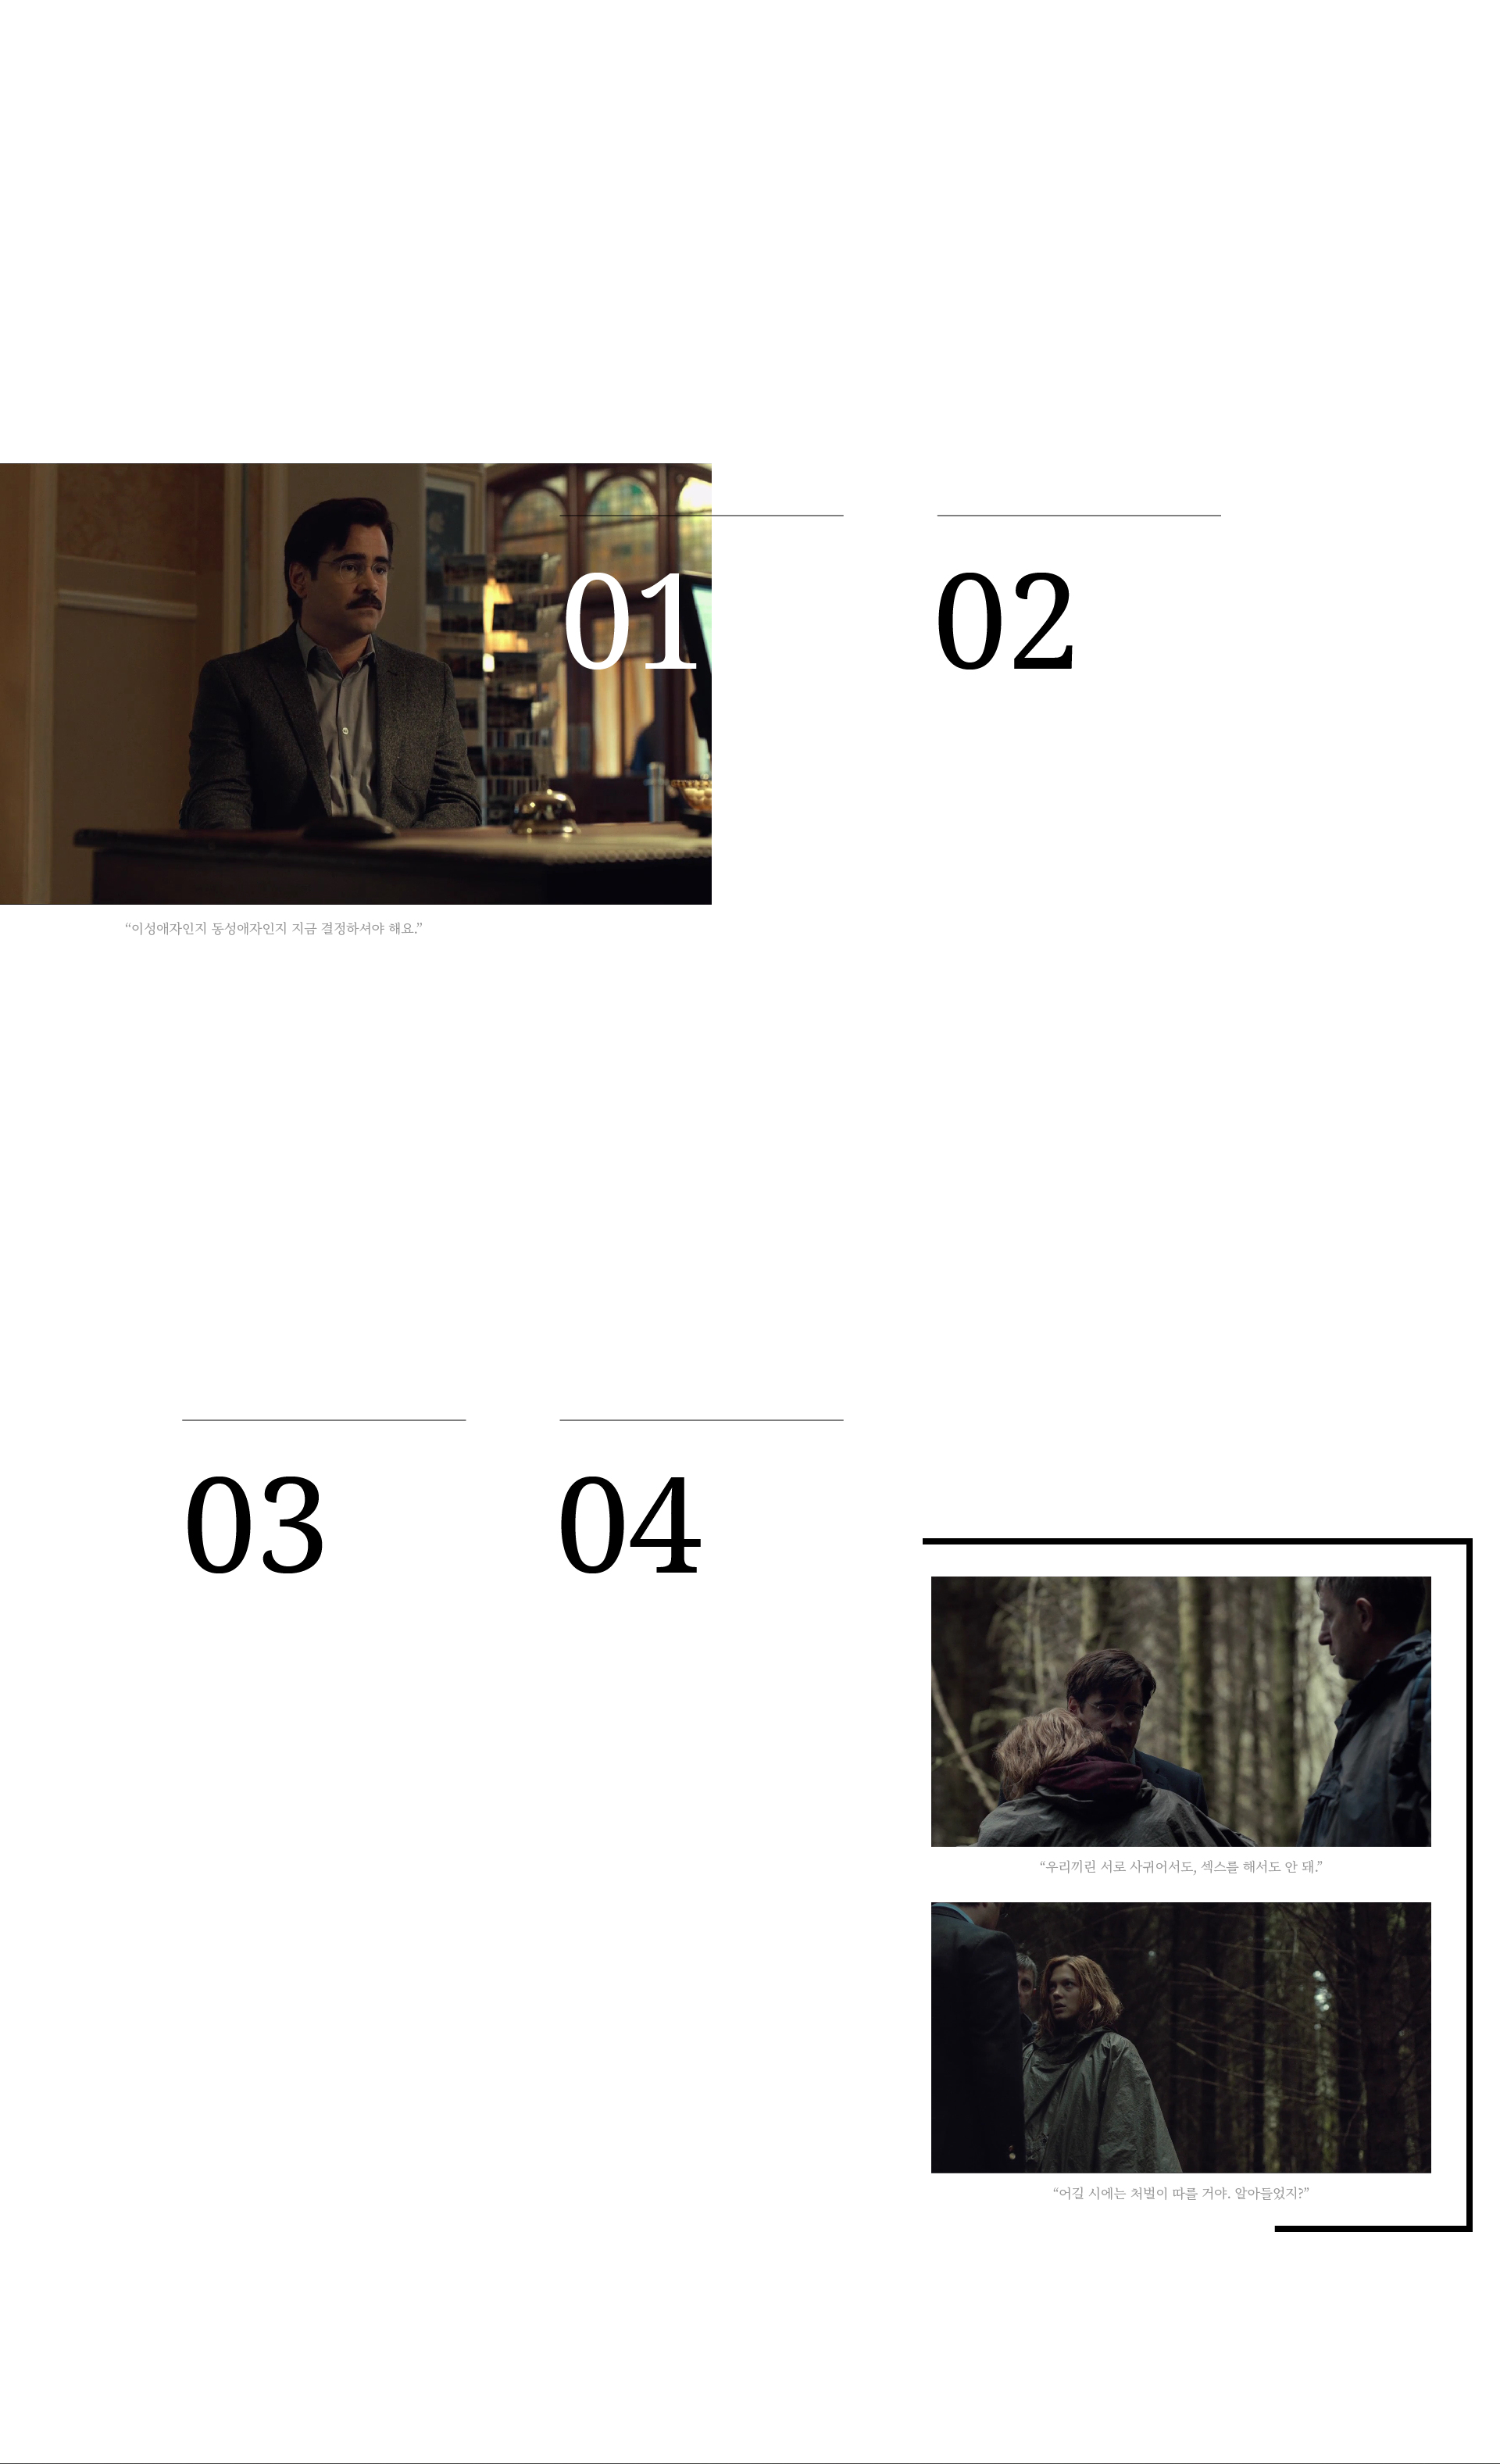 01
02
“이성애자인지 동성애자인지 지금 결정하셔야 해요.”
03
04
“우리끼린 서로 사귀어서도, 섹스를 해서도 안 돼.”
“어길 시에는 처벌이 따를 거야. 알아들었지?”